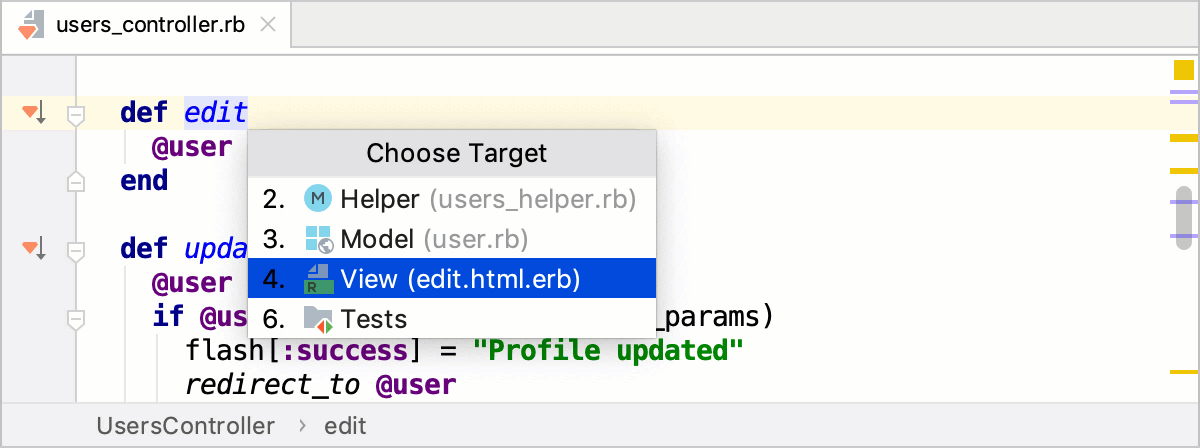 users_controller.rb
def edit
@user
end
Choose Target
2. M Helper (users_helper.rb)
3. Model (user.rb)
4. R View (edit.html.erb)
6. Tests
def upda
@user
if @us _params)
flash[:success] = "Profile updated"
redirect_to @user
UsersController › edit